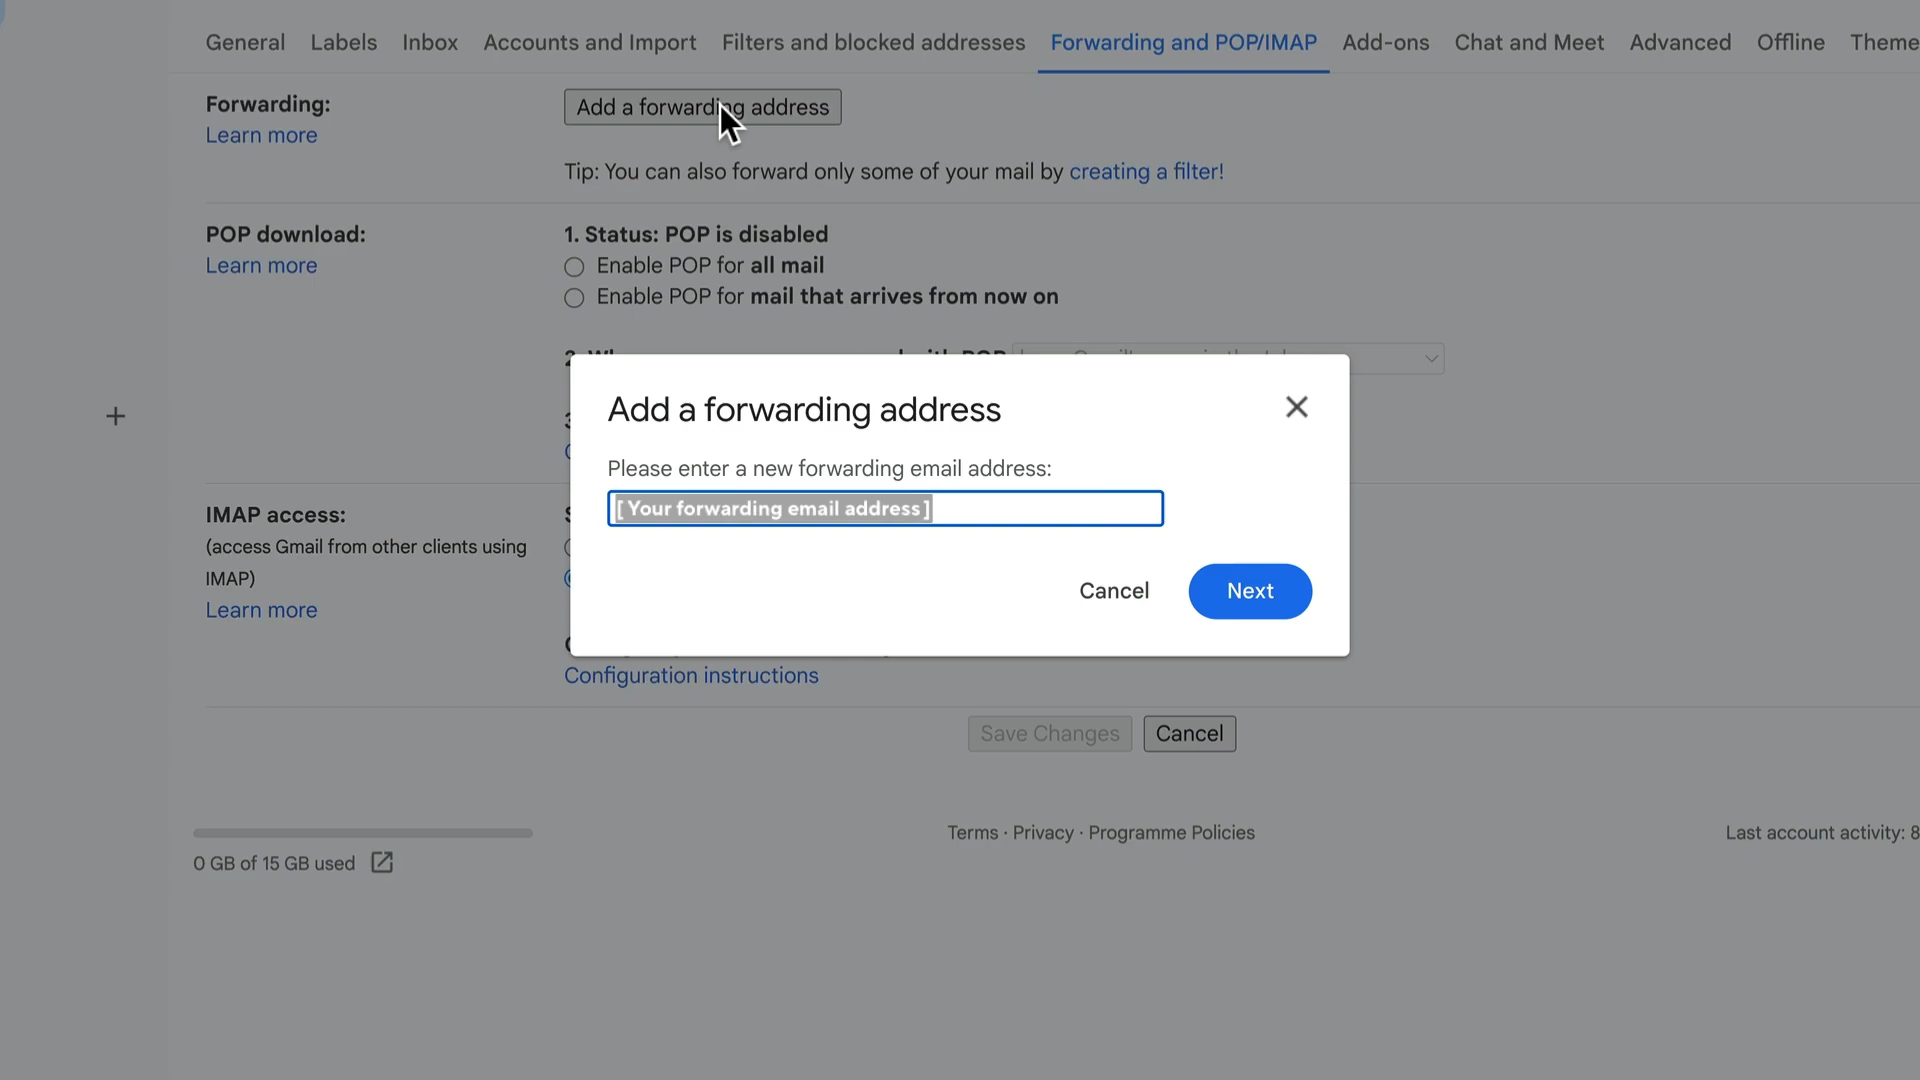 General Labels Inbox Accounts and Import Filters and blocked addresses Forwarding and POP/IMAP Add-ons Chat and Meet Advanced Offline Theme
Forwarding:
Learn more
Add a forwarding address
Tip: You can also forward only some of your mail by creating a filter!
POP download:
Learn more
1. Status: POP is disabled
Enable POP for all mail
Enable POP for mail that arrives from now on
with POP
Add a forwarding address
Please enter a new forwarding email address:
[ Your forwarding email address ]
Cancel Next
IMAP access:
(access Gmail from other clients using
IMAP)
Learn more
Configuration instructions
Save Changes Cancel
0 GB of 15 GB used
Terms · Privacy · Programme Policies
Last account activity: 8